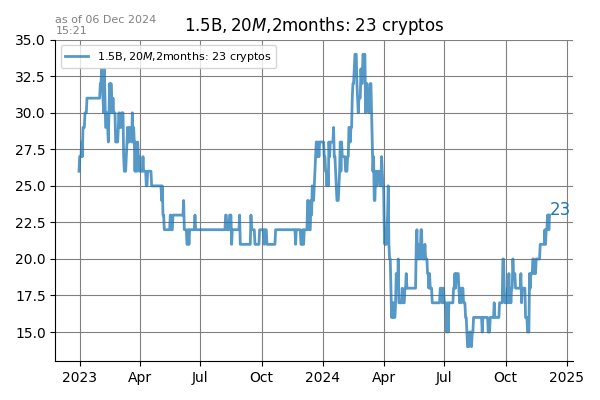 as of 06 Dec 2024
15:21
1.5B, 20M,2months: 23 cryptos
1.5B, 20M,2months: 23 cryptos
35.0
32.5
30.0
27.5
25.0
22.5
20.0
17.5
15.0
23
2023 Apr Jul Oct 2024 Apr Jul Oct 2025